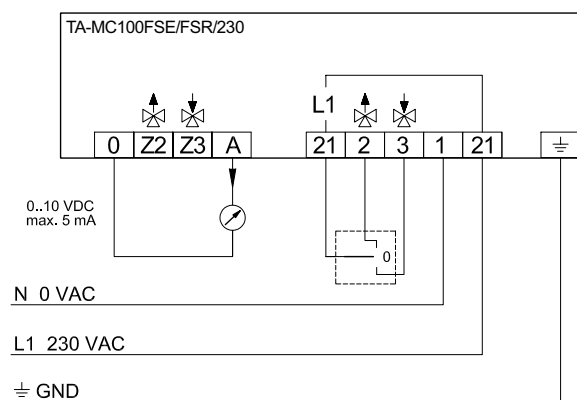 TA-MC100FSE/FSR/230
L1
0 Z2 Z3 A 21 2 3 1 21
0..10 VDC
max. 5 mA
0
N 0 VAC
L1 230 VAC
GND